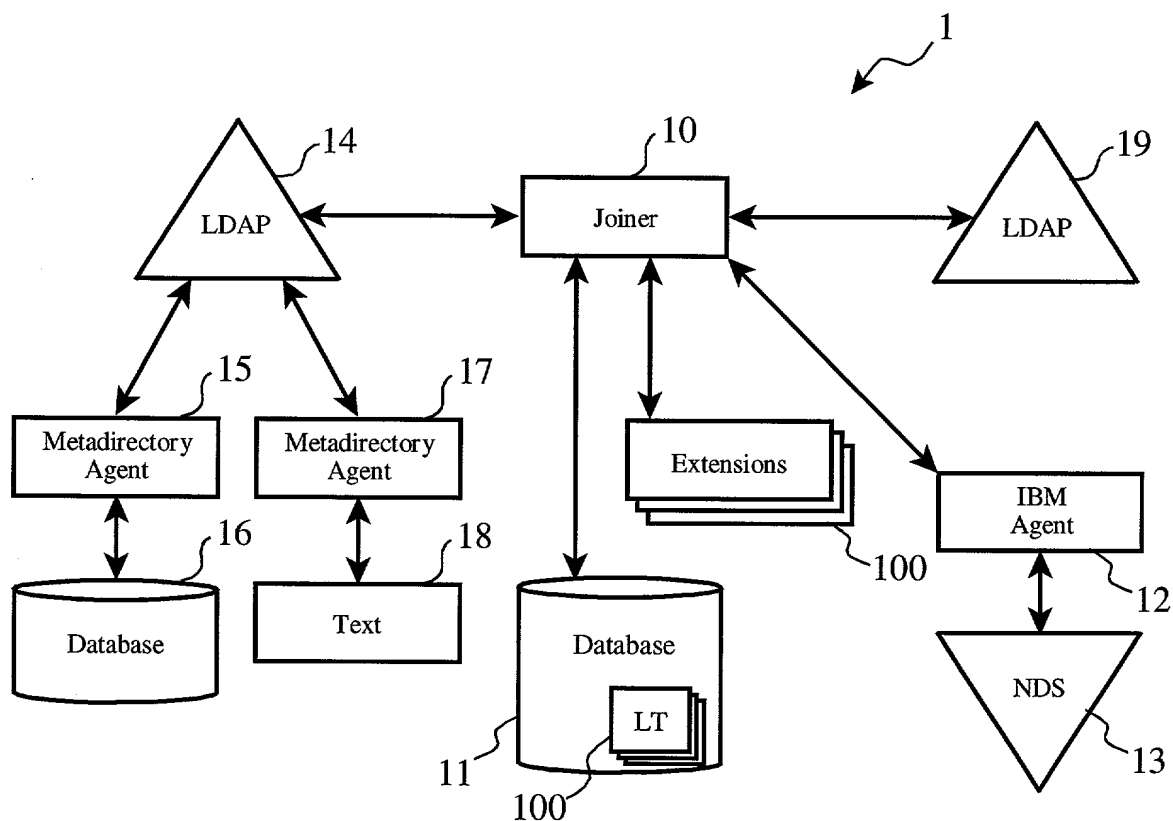 1
14
10
19
LDAP
Joiner
LDAP
15
17
Metadirectory
Agent
Metadirectory
Agent
Extensions
IBM
Agent
16
18
100
12
Database
Text
Database
NDS
LT
11
100
13